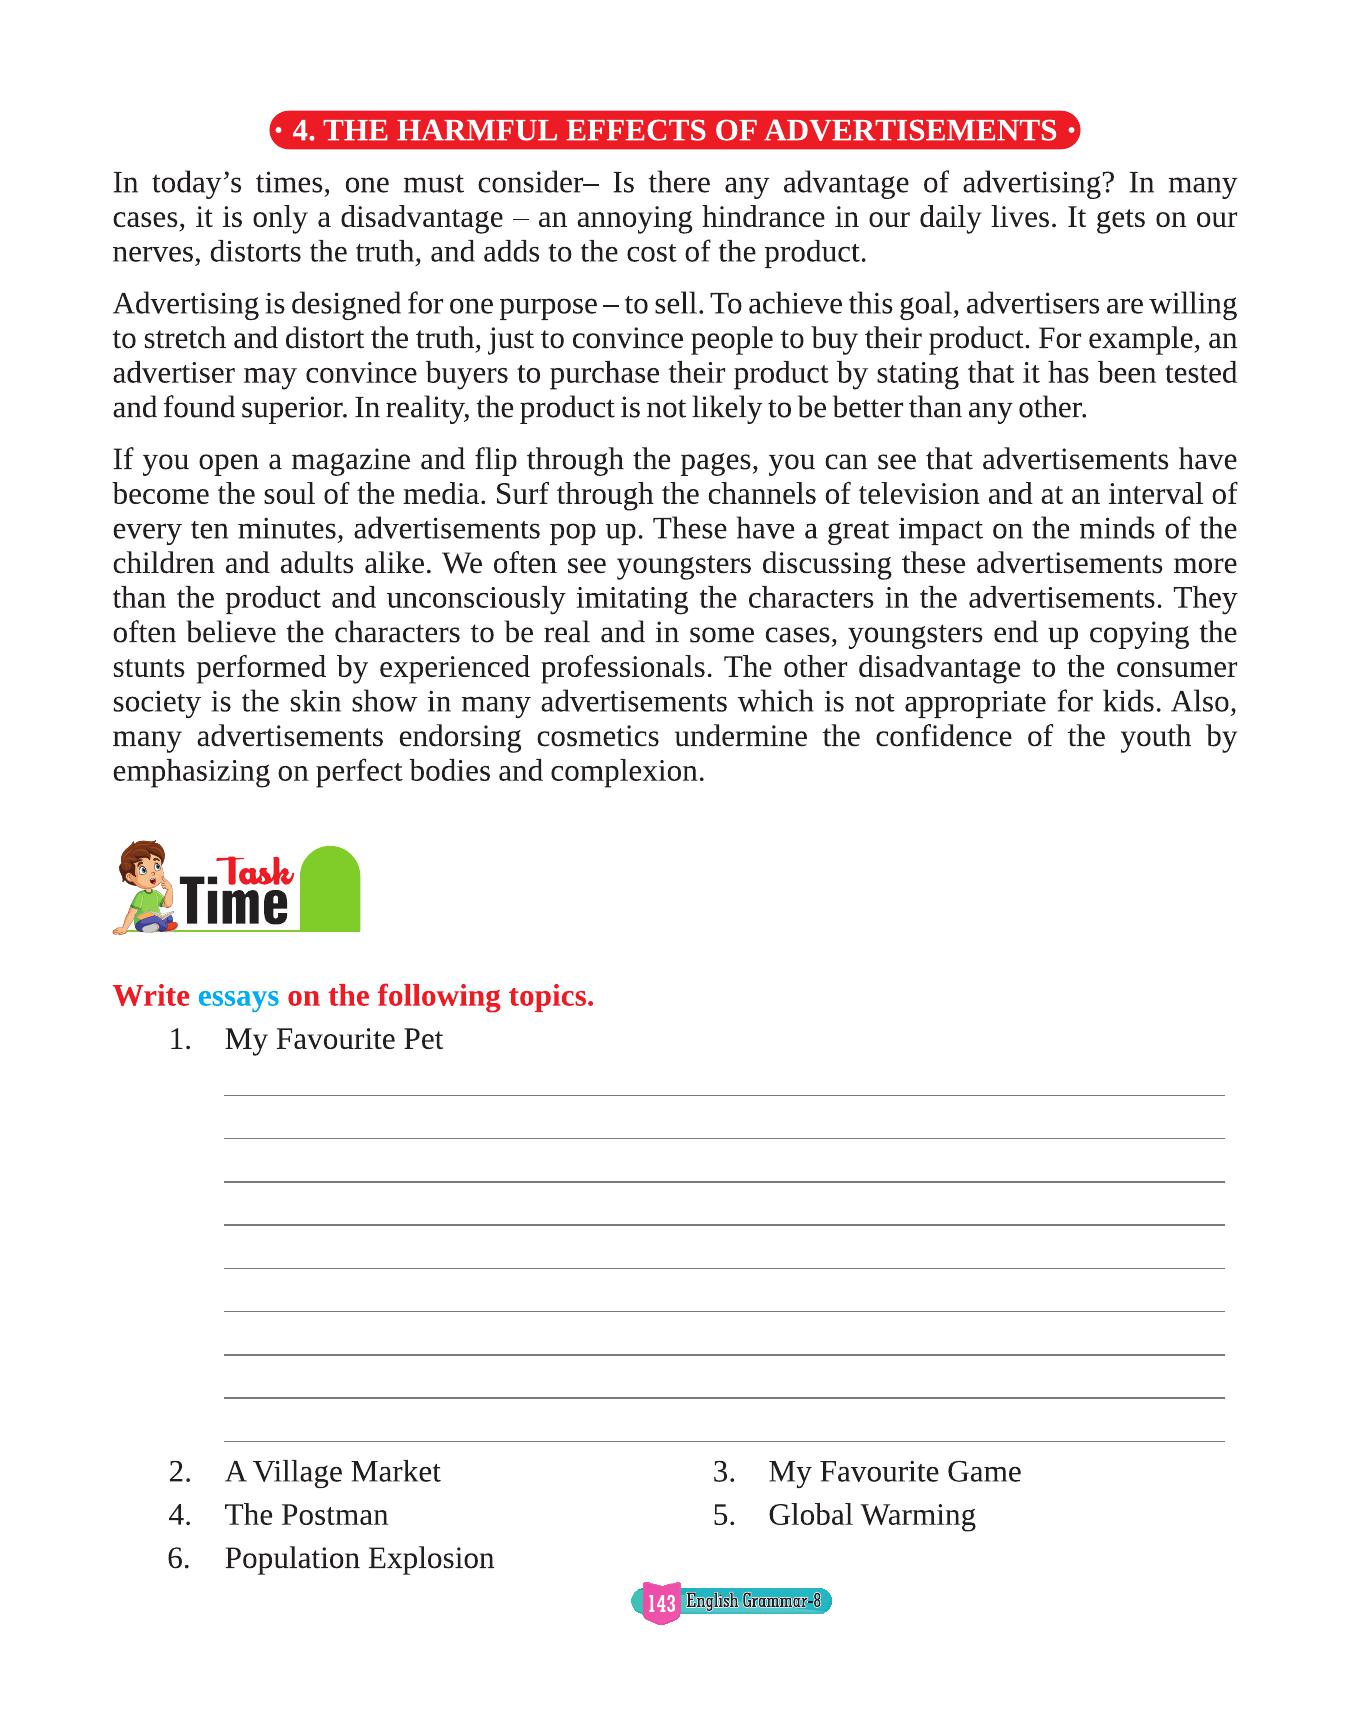 • 4. THE HARMFUL EFFECTS OF ADVERTISEMENTS •
In today’s times, one must consider– Is there any advantage of advertising? In many
cases, it is only a disadvantage – an annoying hindrance in our daily lives. It gets on our
nerves, distorts the truth, and adds to the cost of the product.
Advertising is designed for one purpose – to sell. To achieve this goal, advertisers are willing
to stretch and distort the truth, just to convince people to buy their product. For example, an
advertiser may convince buyers to purchase their product by stating that it has been tested
and found superior. In reality, the product is not likely to be better than any other.
If you open a magazine and flip through the pages, you can see that advertisements have
become the soul of the media. Surf through the channels of television and at an interval of
every ten minutes, advertisements pop up. These have a great impact on the minds of the
children and adults alike. We often see youngsters discussing these advertisements more
than the product and unconsciously imitating the characters in the advertisements. They
often believe the characters to be real and in some cases, youngsters end up copying the
stunts performed by experienced professionals. The other disadvantage to the consumer
society is the skin show in many advertisements which is not appropriate for kids. Also,
many advertisements endorsing cosmetics undermine the confidence of the youth by
emphasizing on perfect bodies and complexion.
Task
Time
Write essays on the following topics.
1. My Favourite Pet
2. A Village Market
3. My Favourite Game
4. The Postman
5. Global Warming
6. Population Explosion
143 English Grammar-8